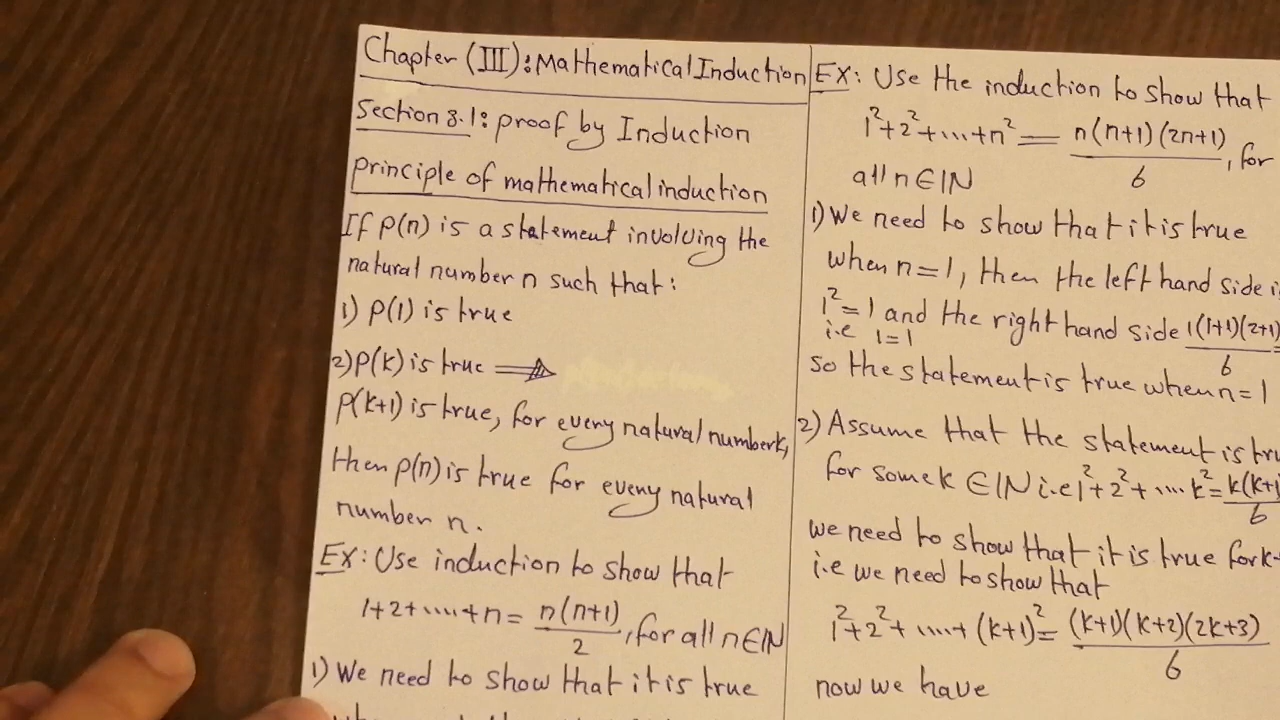 Chapter (III): Mathematical Induction
Section 3.1: proof by Induction
principle of mathematical induction
If P(n) is a statement involving the
natural number n such that:
1) P(1) is true
2) P(k) is true ⇒
P(k+1) is true, for every natural number k,
then p(n) is true for every natural
number n.
Ex: Use induction to show that
1+2+.....+n = n(n+1)/2, for all n∈ℕ
1) We need to show that it is true
EX: Use the induction to show that
1²+2²+...+n² = n(n+1)(2n+1)/6, for
all n∈ℕ
1) We need to show that it is true
when n=1, then the left hand side
1²=1 and the right hand side 1(1+1)(2+1)/6 =
i.e 1=1
so the statement is true when n=1
2) Assume that the statement is
for some k ∈ℕ i.e 1²+2²+....k² = k(k+1
6
we need to show that it is true for k
i.e we need to show that
1²+2²+.....+(k+1)² = (k+1)(k+2)(2k+3)/6
now we have